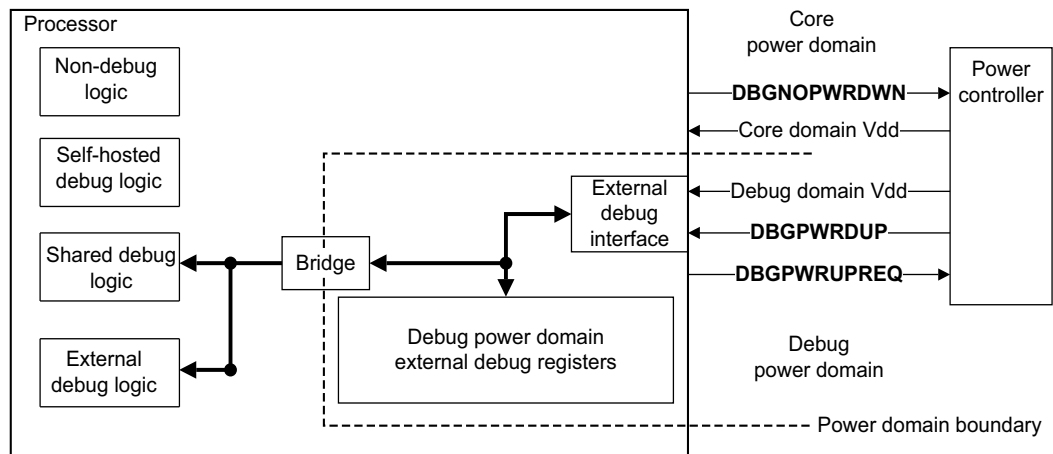 Processor
Non-debug
logic
Self-hosted
debug logic
Shared debug
logic
External
debug logic
Bridge
External
debug
interface
Debug power domain
external debug registers
Core
power domain
DBGNOPWRDWN
Core domain Vdd
Debug domain Vdd
DBGPWRDUP
DBGPWRUPREQ
Power
controller
Debug
power domain
Power domain boundary